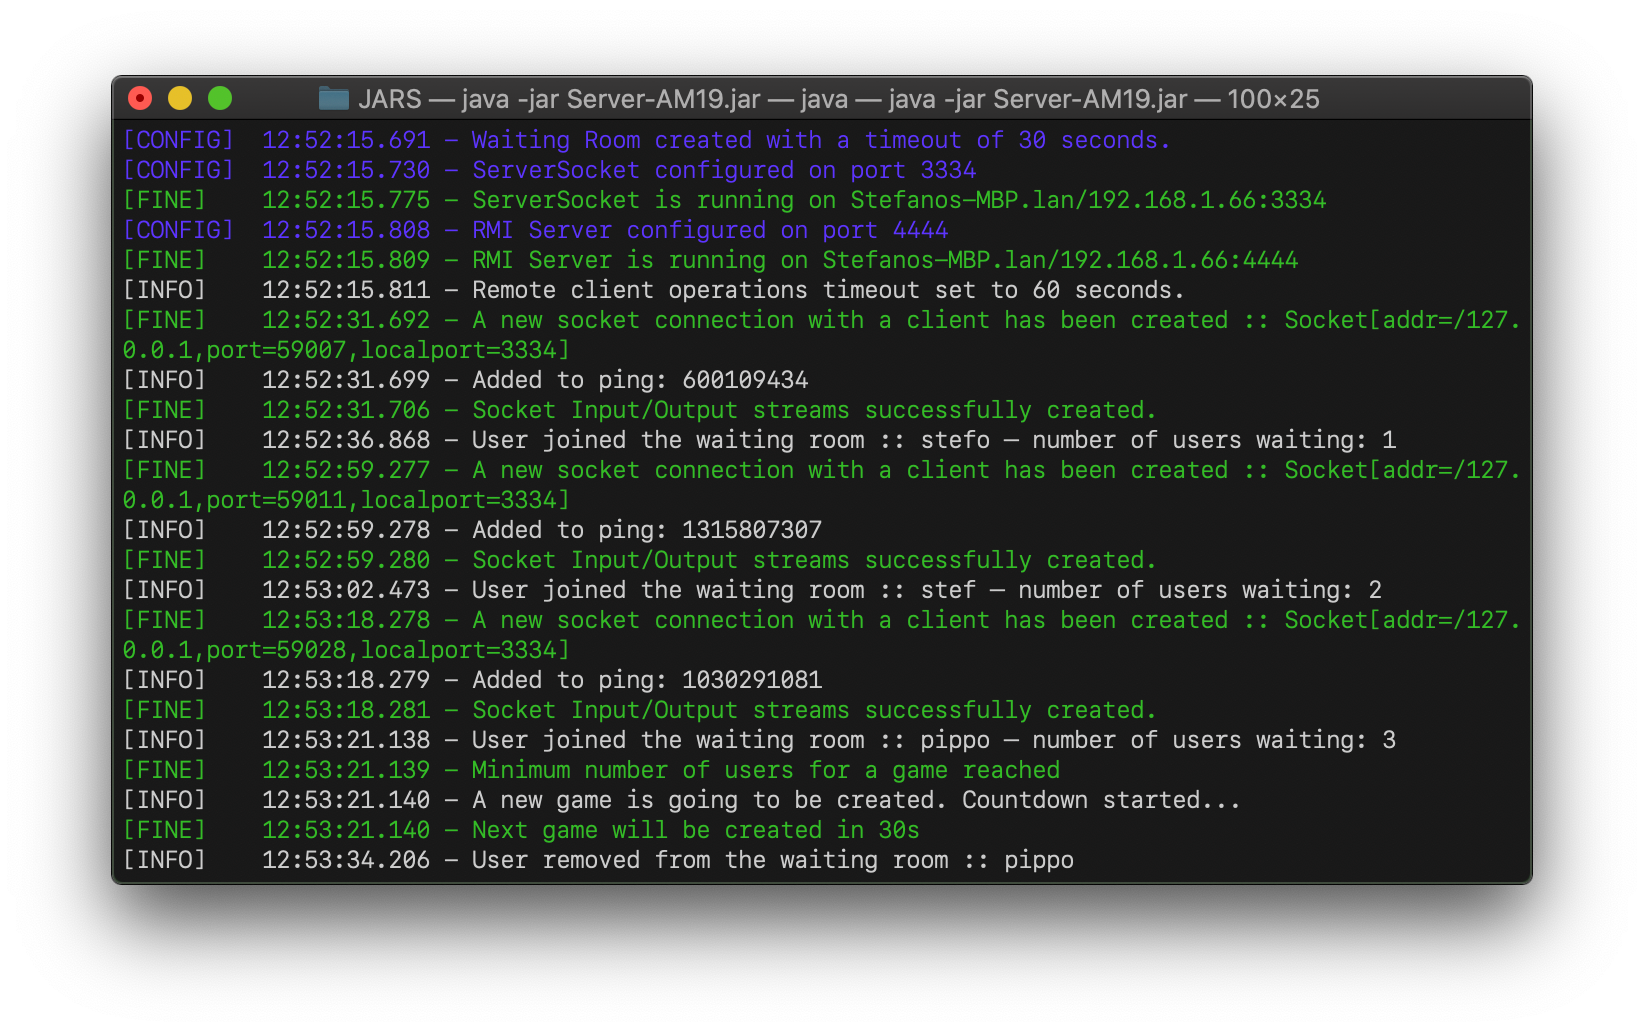 JARS — java -jar Server-AM19.jar — java — java -jar Server-AM19.jar — 100×25
[CONFIG]  12:52:15.691 – Waiting Room created with a timeout of 30 seconds.
[CONFIG]  12:52:15.730 – ServerSocket configured on port 3334
[FINE]    12:52:15.775 – ServerSocket is running on Stefanos-MBP.lan/192.168.1.66:3334
[CONFIG]  12:52:15.808 – RMI Server configured on port 4444
[FINE]    12:52:15.809 – RMI Server is running on Stefanos-MBP.lan/192.168.1.66:4444
[INFO]    12:52:15.811 – Remote client operations timeout set to 60 seconds.
[FINE]    12:52:31.692 – A new socket connection with a client has been created :: Socket[addr=/127.
0.0.1,port=59007,localport=3334]
[INFO]    12:52:31.699 – Added to ping: 600109434
[FINE]    12:52:31.706 – Socket Input/Output streams successfully created.
[INFO]    12:52:36.868 – User joined the waiting room :: stefo — number of users waiting: 1
[FINE]    12:52:59.277 – A new socket connection with a client has been created :: Socket[addr=/127.
0.0.1,port=59011,localport=3334]
[INFO]    12:52:59.278 – Added to ping: 1315807307
[FINE]    12:52:59.280 – Socket Input/Output streams successfully created.
[INFO]    12:53:02.473 – User joined the waiting room :: stef — number of users waiting: 2
[FINE]    12:53:18.278 – A new socket connection with a client has been created :: Socket[addr=/127.
0.0.1,port=59028,localport=3334]
[INFO]    12:53:18.279 – Added to ping: 1030291081
[FINE]    12:53:18.281 – Socket Input/Output streams successfully created.
[INFO]    12:53:21.138 – User joined the waiting room :: pippo — number of users waiting: 3
[FINE]    12:53:21.139 – Minimum number of users for a game reached
[INFO]    12:53:21.140 – A new game is going to be created. Countdown started...
[FINE]    12:53:21.140 – Next game will be created in 30s
[INFO]    12:53:34.206 – User removed from the waiting room :: pippo